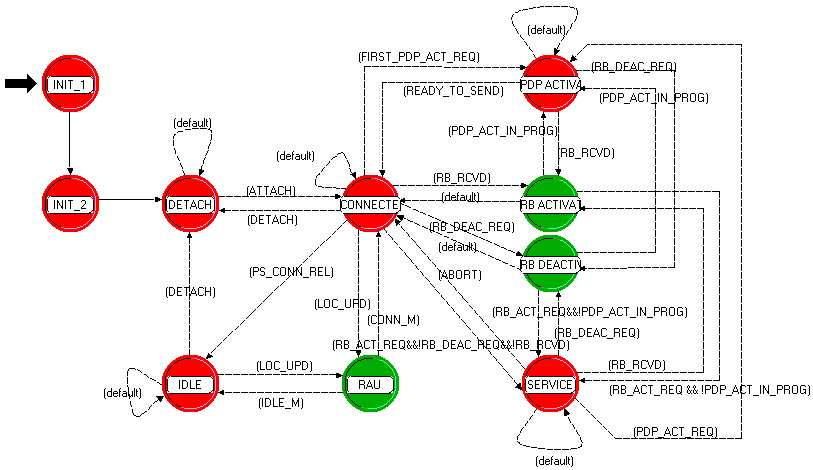 (default)
(FIRST_PDP_ACT_REQ)
(RB_DEAC_REQ)
INIT_1
PDP ACTIVA
(READY_TO_SEND)
(PDP_ACT_IN_PROG)
(default)
(PDP_ACT_IN_PROG)
(default)
(RB_RCVD)
(RB_RCVD)
(ATTACH)
(default)
INIT_2
DETACH
CONNECTE
RB ACTIVAT
(DETACH)
(RB_DEAC_REQ)
(default)
RB DEACTIV
(PS_CONN_REL)
(ABORT)
(DETACH)
(LOC_UPD)
(RB_ACT_REQ&&!PDP_ACT_IN_PROG)
(CONN_M)
(RB_DEAC_REQ)
(RB_ACT_REQ&&!RB_DEAC_REQ&&!RB_RCVD)
(LOC_UPD)
(RB_RCVD)
IDLE
RAU
SERVICE
(default)
(RB_ACT_REQ && !PDP_ACT_IN_PROG)
(IDLE_M)
(PDP_ACT_REQ)
(default)